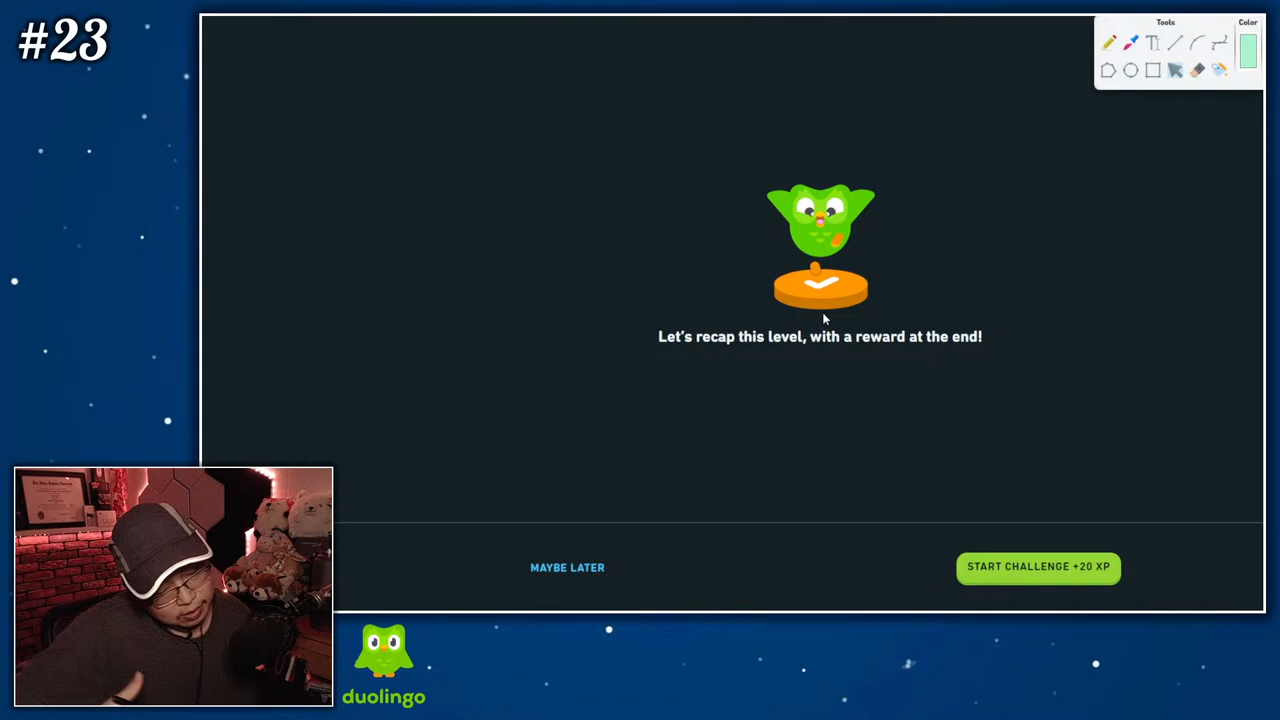 #23
Tools
Color
Let's recap this level, with a reward at the end!
MAYBE LATER
START CHALLENGE +20 XP
duolingo